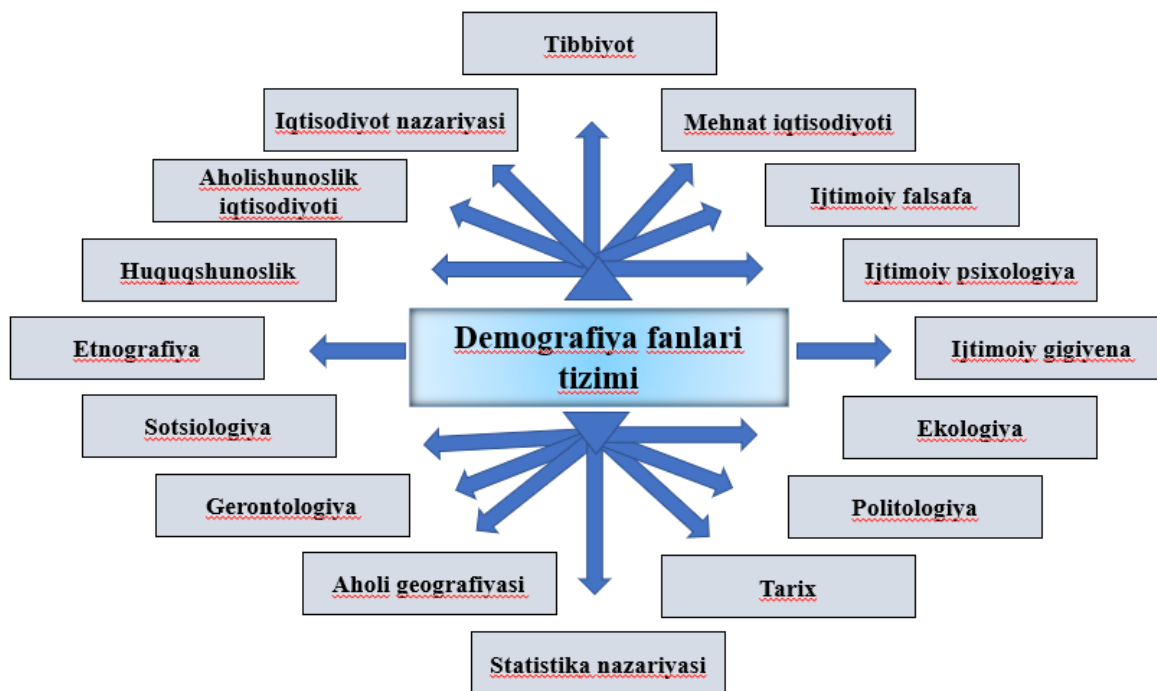 Tibbiyot
Iqtisodiyot nazariyasi
Mehnat iqtisodiyoti
Aholishunoslik
iqtisodiyoti
Ijtimoiy falsafa
Huquqshunoslik
Ijtimoiy psixologiya
Etnografiya
Demografiya fanlari
tizimi
Ijtimoiy gigiyena
Sotsiologiya
Ekologiya
Gerontologiya
Politologiya
Aholi geografiyasi
Tarix
Statistika nazariyasi